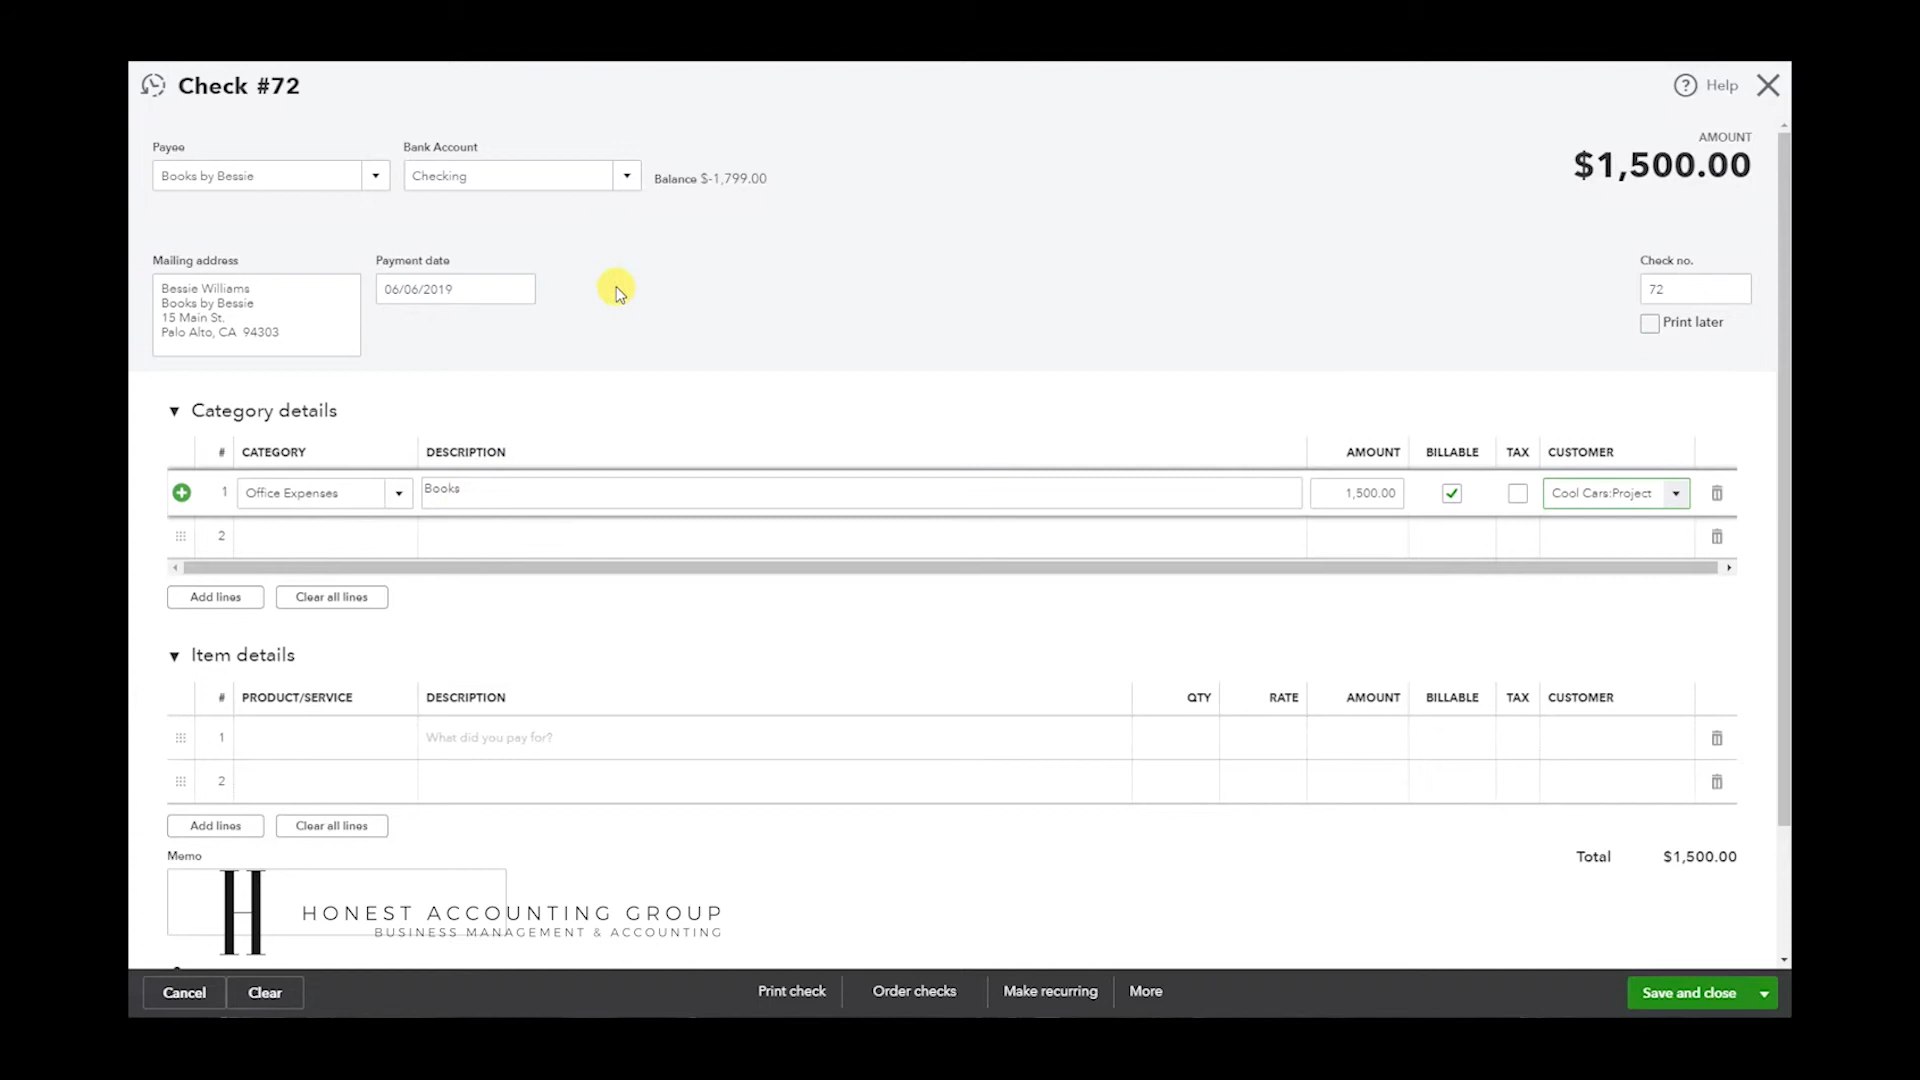 Check #72
? Help
Payee
Bank Account
AMOUNT
Books by Bessie
Checking
Balance $-1,799.00
$1,500.00
Mailing address
Payment date
Check no.
Bessie Williams
Books by Bessie
15 Main St.
Palo Alto, CA 94303
06/06/2019
72
Print later
Category details
# CATEGORY DESCRIPTION AMOUNT BILLABLE TAX CUSTOMER
1 Office Expenses Books 1,500.00 Cool Cars:Project
2
Add lines Clear all lines
Item details
# PRODUCT/SERVICE DESCRIPTION QTY RATE AMOUNT BILLABLE TAX CUSTOMER
1 What did you pay for?
2
Add lines Clear all lines
Memo
Total $1,500.00
H
HONEST ACCOUNTING GROUP
BUSINESS MANAGEMENT & ACCOUNTING
Cancel Clear Print check Order checks Make recurring More Save and close